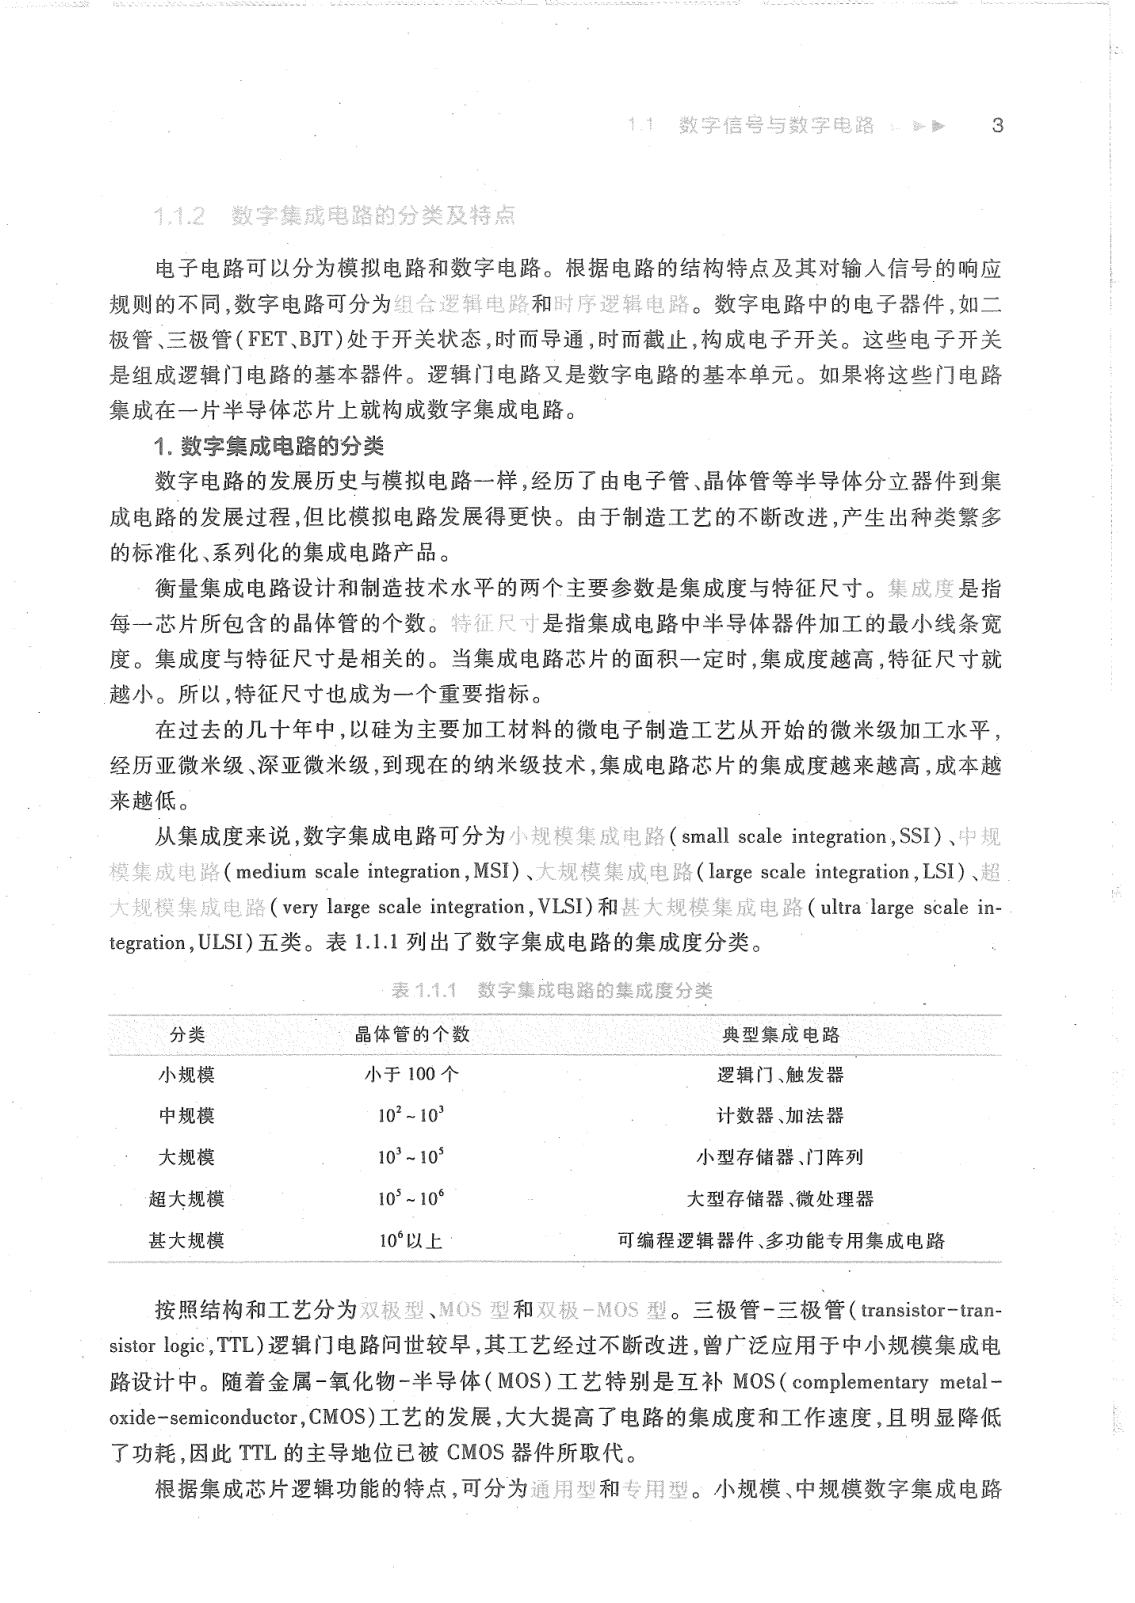 1.1 数字信号与数字电路 3
1.1.2 数字集成电路的分类及特点
电子电路可以分为模拟电路和数字电路。根据电路的结构特点及其对输入信号的响应
规则的不同,数字电路可分为组合逻辑电路和时序逻辑电路。数字电路中的电子器件,如二
极管、三极管(FET、BJT)处于开关状态,时而导通,时而截止,构成电子开关。这些电子开关
是组成逻辑门电路的基本器件。逻辑门电路又是数字电路的基本单元。如果将这些门电路
集成在一片半导体芯片上就构成数字集成电路。
1. 数字集成电路的分类
数字电路的发展历史与模拟电路一样,经历了由电子管、晶体管等半导体分立器件到集
成电路的发展过程,但比模拟电路发展得更快。由于制造工艺的不断改进,产生出种类繁多
的标准化、系列化的集成电路产品。
衡量集成电路设计和制造技术水平的两个主要参数是集成度与特征尺寸。集成度是指
每一芯片所包含的晶体管的个数。特征尺寸是指集成电路中半导体器件加工的最小线条宽
度。集成度与特征尺寸是相关的。当集成电路芯片的面积一定时,集成度越高,特征尺寸就
越小。所以,特征尺寸也成为一个重要指标。
在过去的几十年中,以硅为主要加工材料的微电子制造工艺从开始的微米级加工水平,
经历亚微米级、深亚微米级,到现在的纳米级技术,集成电路芯片的集成度越来越高,成本越
来越低。
从集成度来说,数字集成电路可分为小规模集成电路(small scale integration,SSI)、中规
模集成电路(medium scale integration,MSI)、大规模集成电路(large scale integration,LSI)、超
大规模集成电路(very large scale integration,VLSI)和甚大规模集成电路(ultra large scale in-
tegration,ULSI)五类。表 1.1.1 列出了数字集成电路的集成度分类。
表 1.1.1 数字集成电路的集成度分类
分类 晶体管的个数 典型集成电路
小规模 小于 100 个 逻辑门、触发器
中规模 10²~10³ 计数器、加法器
大规模 10³~10⁵ 小型存储器、门阵列
超大规模 10⁵~10⁶ 大型存储器、微处理器
甚大规模 10⁶以上 可编程逻辑器件、多功能专用集成电路
按照结构和工艺分为双极型、MOS 型和双极-MOS 型。三极管-三极管(transistor-tran-
sistor logic,TTL)逻辑门电路问世较早,其工艺经过不断改进,曾广泛应用于中小规模集成电
路设计中。随着金属-氧化物-半导体(MOS)工艺特别是互补 MOS(complementary metal-
oxide-semiconductor,CMOS)工艺的发展,大大提高了电路的集成度和工作速度,且明显降低
了功耗,因此 TTL 的主导地位已被 CMOS 器件所取代。
根据集成芯片逻辑功能的特点,可分为通用型和专用型。小规模、中规模数字集成电路